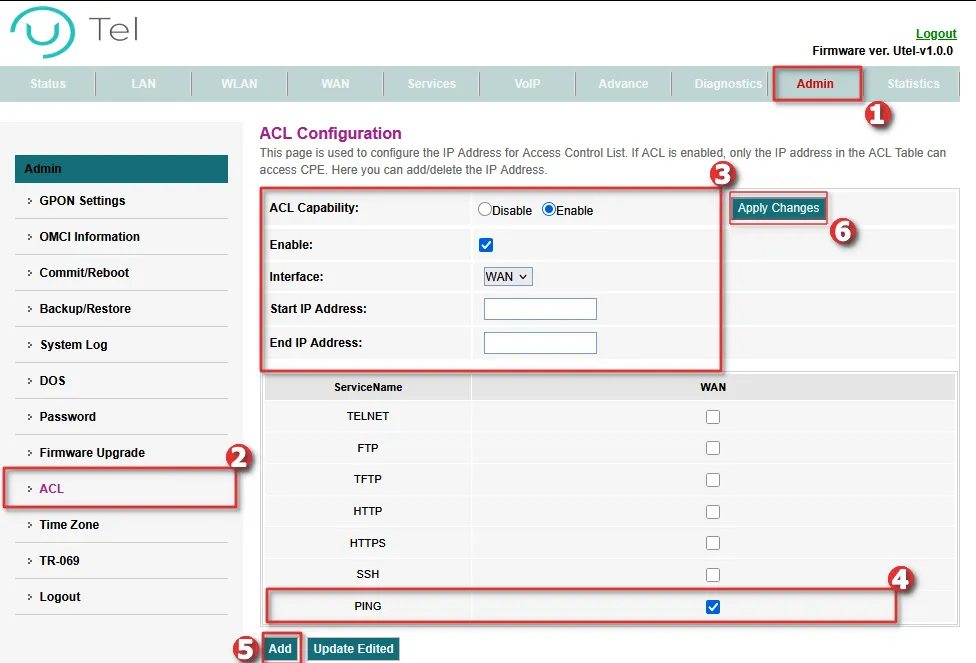 Tel
Logout
Firmware ver. Utel-v1.0.0
Status LAN WLAN WAN Services VoIP Advance Diagnostics Admin Statistics
1
Admin
GPON Settings
OMCI Information
Commit/Reboot
Backup/Restore
System Log
DOS
Password
Firmware Upgrade
2
ACL
Time Zone
TR-069
Logout
ACL Configuration
This page is used to configure the IP Address for Access Control List. If ACL is enabled, only the IP address in the ACL Table can
access CPE. Here you can add/delete the IP Address.
3
ACL Capability: Disable Enable Apply Changes
6
Enable:
Interface: WAN
Start IP Address:
End IP Address:
ServiceName WAN
TELNET
FTP
TFTP
HTTP
HTTPS
SSH
4
PING
5
Add Update Edited